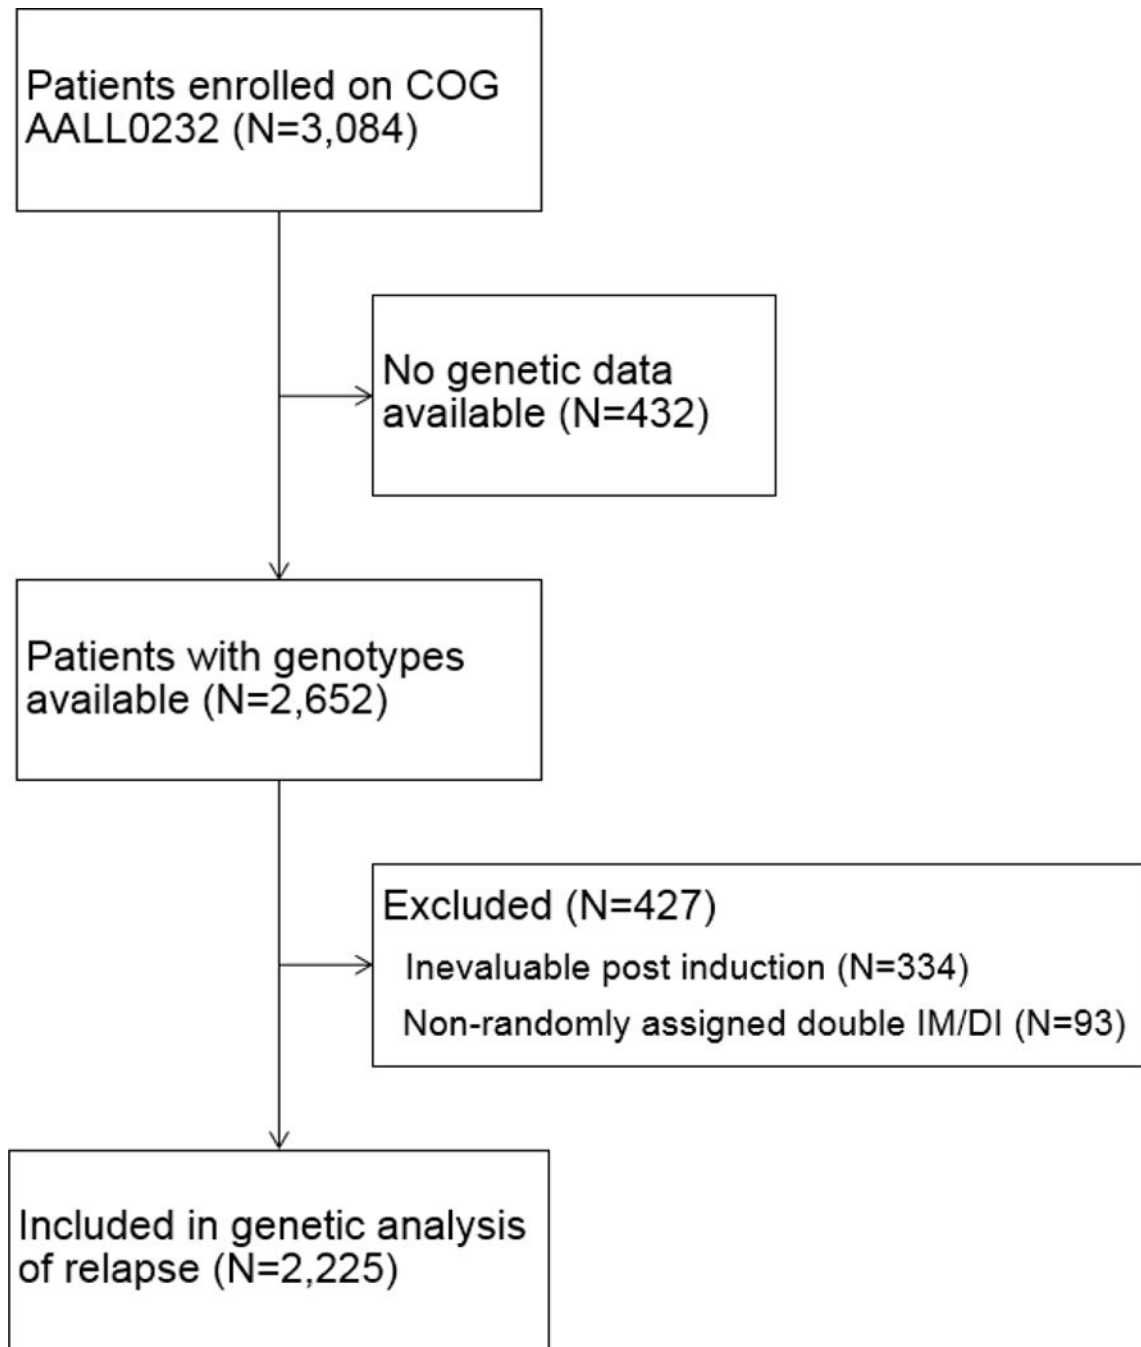 Patients enrolled on COG
AALL0232 (N=3,084)
No genetic data
available (N=432)
Patients with genotypes
available (N=2,652)
Excluded (N=427)
Inevaluable post induction (N=334)
Non-randomly assigned double IM/DI (N=93)
Included in genetic analysis
of relapse (N=2,225)